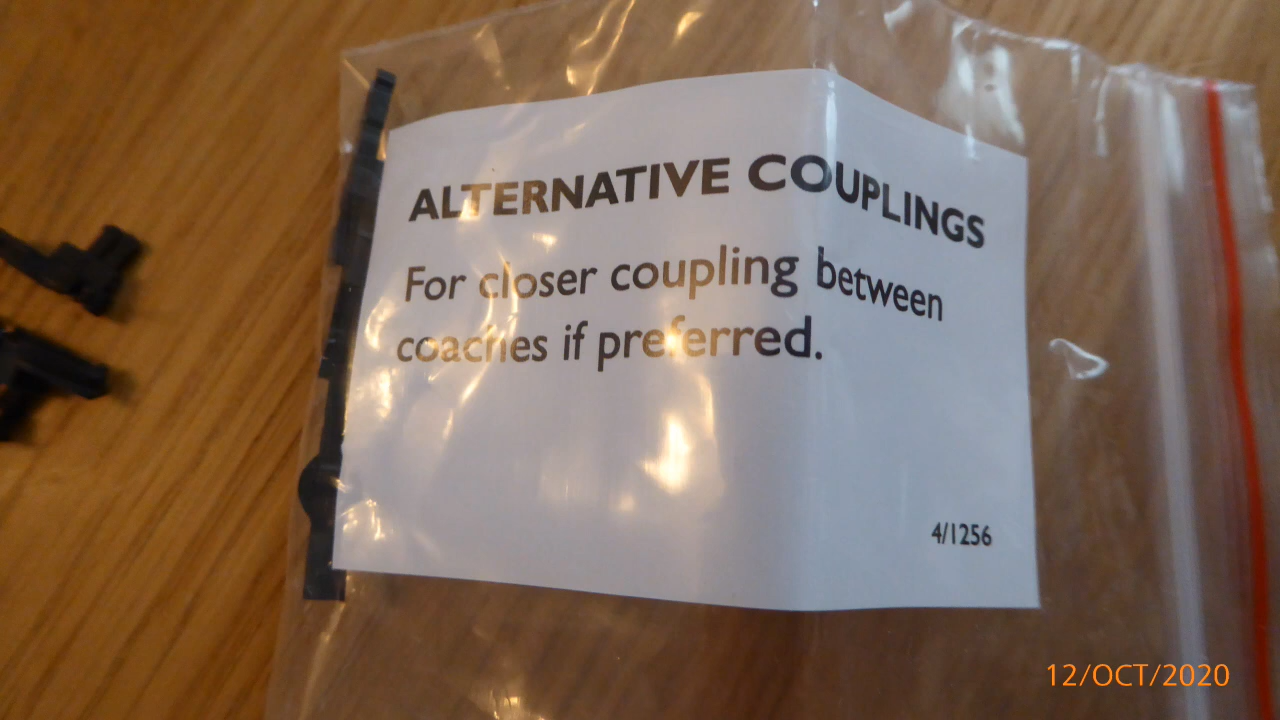 ALTERNATIVE COUPLINGS
For closer coupling between
coaches if preferred.
4/1256
12/OCT/2020